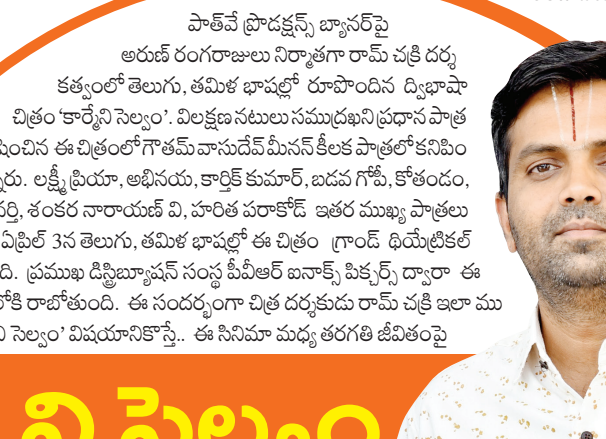 పాత్‌వే ప్రొడక్షన్స్ బ్యానర్‌పై
అరుణ్ రంగరాజులు నిర్మాతగా రామ్ చక్రి దర్శ
కత్వంలో తెలుగు, తమిళ భాషల్లో రూపొందిన ద్విభాషా
చిత్రం ‘కార్మేని సెల్వం’. విలక్షణ నటులు సముద్రఖని ప్రధాన పాత్ర
షించిన ఈ చిత్రంలో గౌతమ్ వాసుదేవ్ మీనన్ కీలక పాత్రలో కనిపిం
న్నరు. లక్ష్మీ ప్రియా, అభినయ, కార్తిక్ కుమార్, బడవ గోపీ, కోతండం,
వర్తి, శంకర నారాయణ్ వి, హరిత పరాకోడ్ ఇతర ముఖ్య పాత్రలు
ఏప్రిల్ 3న తెలుగు, తమిళ భాషల్లో ఈ చిత్రం గ్రాండ్ థియేట్రికల్
ది. ప్రముఖ డిస్ట్రిబ్యూషన్ సంస్థ పీవీఆర్ ఐనాక్స్ పిక్చర్స్ ద్వారా ఈ
లోకి రాబోతుంది. ఈ సందర్భంగా చిత్ర దర్శకుడు రామ్ చక్రి ఇలా ము
ని సెల్వం’ విషయానికొస్తే.. ఈ సినిమా మధ్య తరగతి జీవితంపై
ని సెల్వం